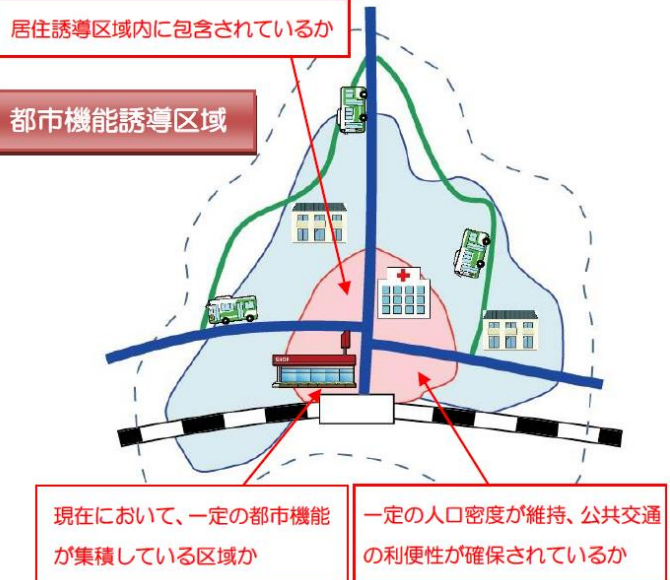 居住誘導区域内に包含されているか
都市機能誘導区域
SHOP
現在において、一定の都市機能
が集積している区域か
一定の人口密度が維持、公共交通
の利便性が確保されているか